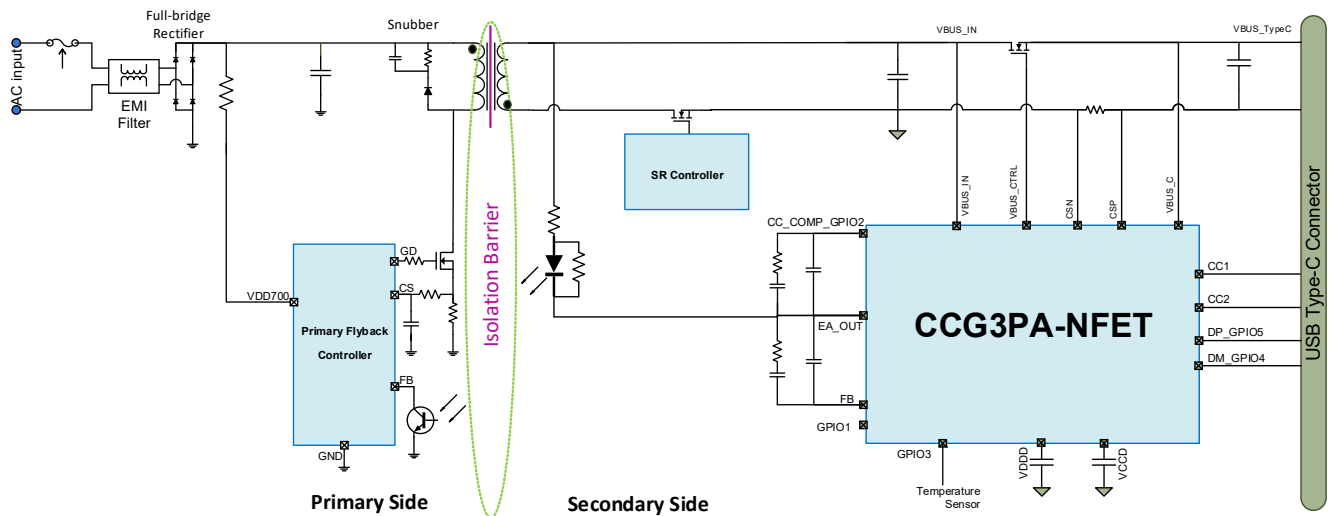 Full-bridge
Rectifier
Snubber
AC input
EMI
Filter
VBUS_IN
VBUS_TypeC
SR Controller
Isolation Barrier
VBUS_IN
VBUS_CTRL
CSN
CSP
VBUS_C
CC_COMP_GPIO2
GD
CS
VDD700
Primary Flyback
Controller
FB
GND
EA_OUT
FB
GPIO1
CCG3PA-NFET
CC1
CC2
DP_GPIO5
DM_GPIO4
USB Type-C Connector
GPIO3
VDDD
VCCD
Temperature
Sensor
Primary Side
Secondary Side